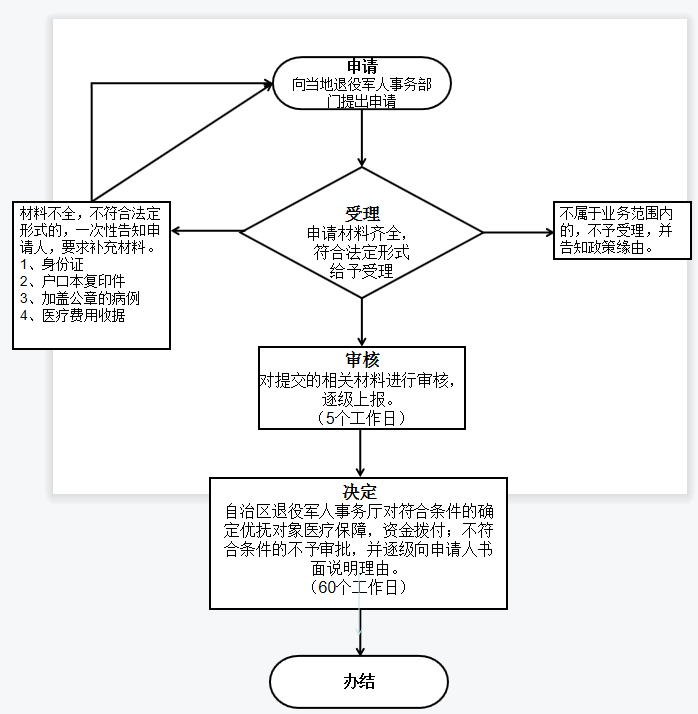 申请
向当地退役军人事务部
门提出申请
材料不全，不符合法定
形式的，一次性告知申
请人，要求补充材料。
1、身份证
2、户口本复印件
3、加盖公章的病例
4、医疗费用收据
受理
申请材料齐全，
符合法定形式
给予受理
不属于业务范围内
的，不予受理，并
告知政策缘由。
审核
对提交的相关材料进行审核，
逐级上报。
（5个工作日）
决定
自治区退役军人事务厅对符合条件的确
定优抚对象医疗保障，资金拨付；不符
合条件的不予审批，并逐级向申请人书
面说明理由。
（60个工作日）
办结